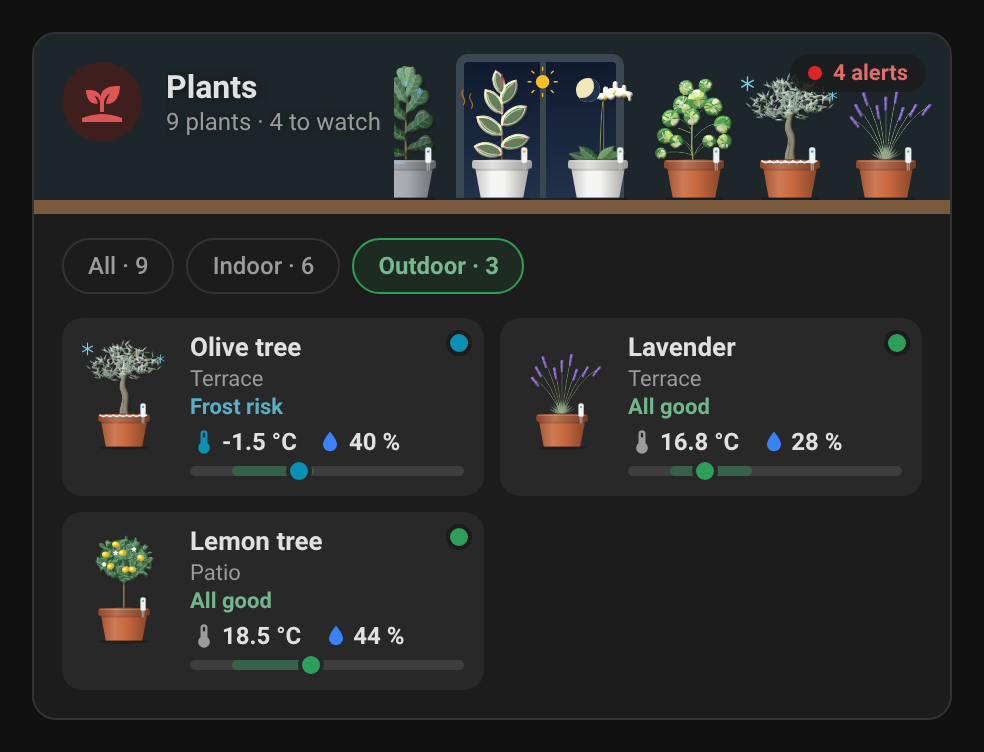 Plants
9 plants · 4 to watch
4 alerts
All · 9
Indoor · 6
Outdoor · 3
Olive tree
Terrace
Frost risk
-1.5 °C
40 %
Lavender
Terrace
All good
16.8 °C
28 %
Lemon tree
Patio
All good
18.5 °C
44 %